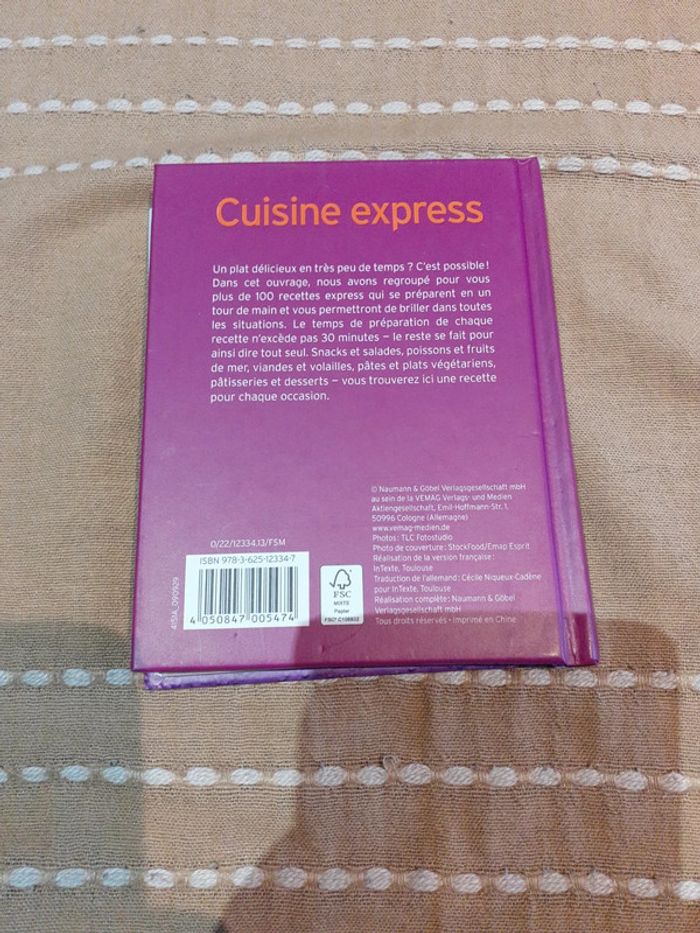 Cuisine express
Un plat délicieux en très peu de temps ? C'est possible !
Dans cet ouvrage, nous avons regroupé pour vous
plus de 100 recettes express qui se préparent en un
tour de main et vous permettront de briller dans toutes
les situations. Le temps de préparation de chaque
recette n'excède pas 30 minutes – le reste se fait pour
ainsi dire tout seul. Snacks et salades, poissons et fruits
de mer, viandes et volailles, pâtes et plats végétariens,
pâtisseries et desserts – vous trouverez ici une recette
pour chaque occasion.
© Naumann & Göbel Verlagsgesellschaft mbH
au sein de la VEMAG Verlags- und Medien
Aktiengesellschaft, Emil-Hoffmann-Str. 1,
50996 Cologne (Allemagne)
www.vemag-medien.de
Photos : TLC Fotostudio
Photo de couverture : StockFood/Emap Esprit
Réalisation de la version française :
InTexte, Toulouse
Traduction de l'allemand : Cécile Niqueux-Cadène
pour InTexte, Toulouse
Réalisation complète : Naumann & Göbel
Verlagsgesellschaft mbH
Tous droits réservés • Imprimé en Chine
0/22/12334.13/FSM
ISBN 978-3-625-12334-7
4 050847 005474
4151A_090929
FSC
MIXTE
Papier
FSC® C108932